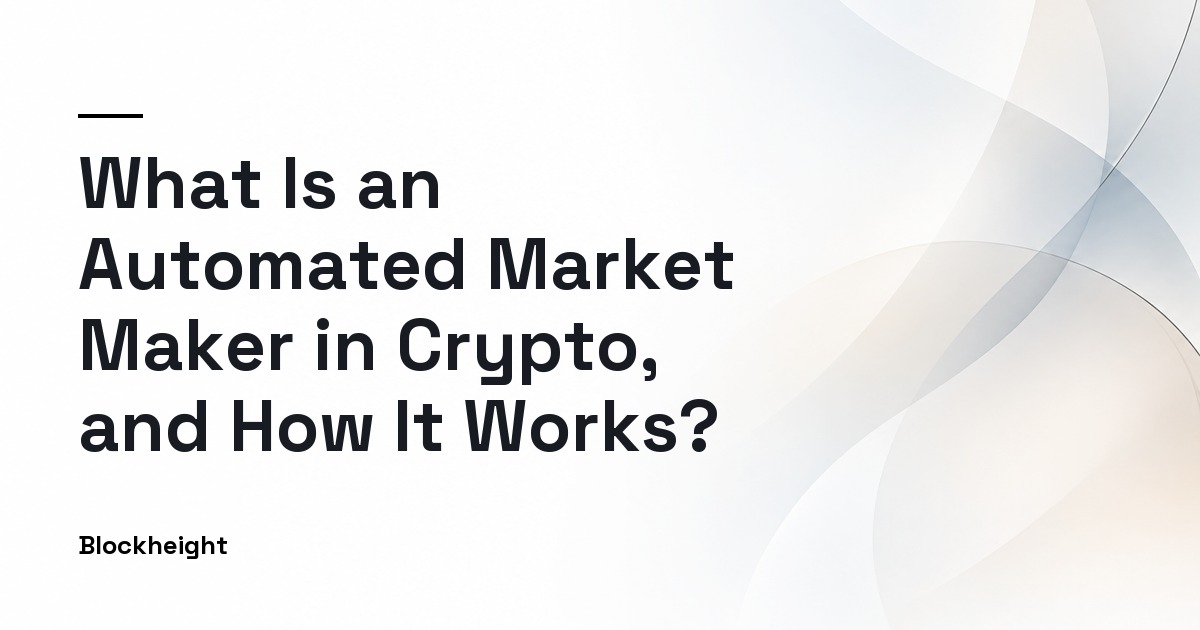 What Is an
Automated Market
Maker in Crypto,
and How It Works?
Blockheight